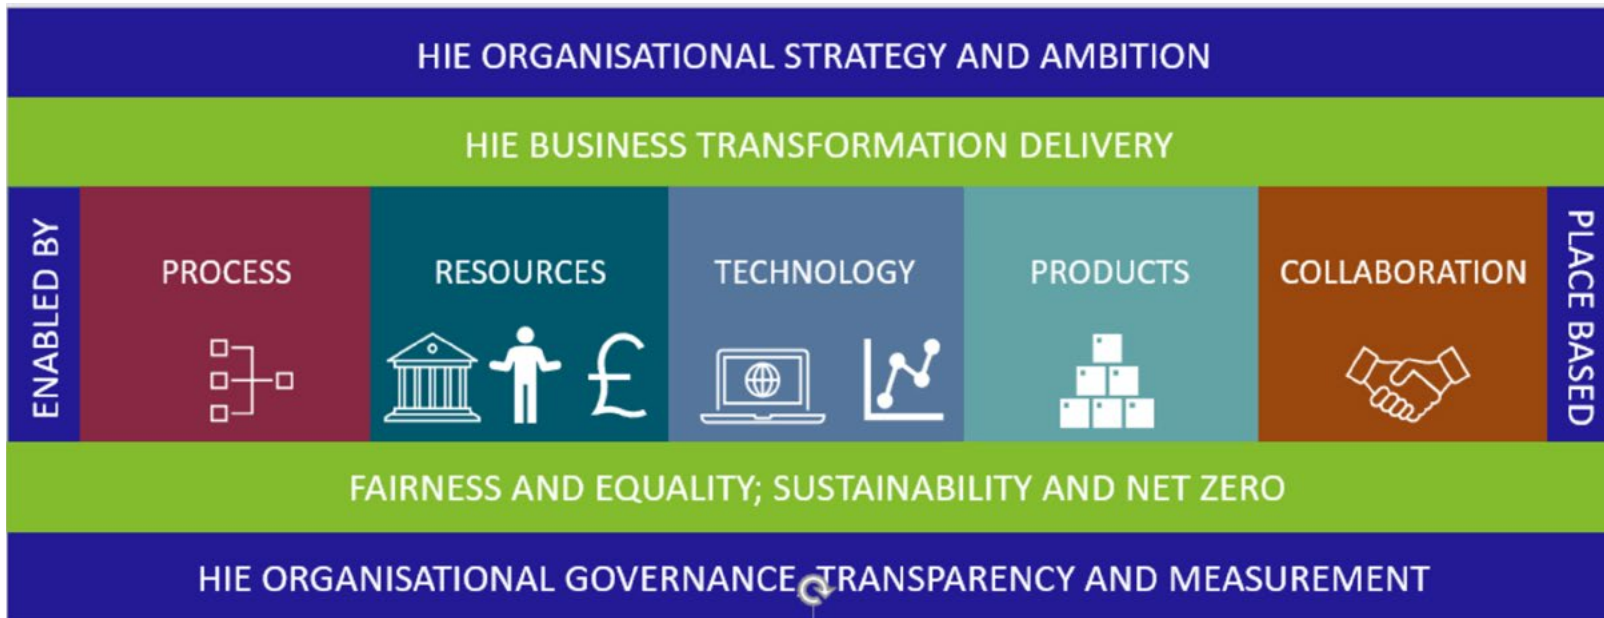 HIE ORGANISATIONAL STRATEGY AND AMBITION
HIE BUSINESS TRANSFORMATION DELIVERY
ENABLED BY
PROCESS
RESOURCES
TECHNOLOGY
PRODUCTS
COLLABORATION
PLACE BASED
£
FAIRNESS AND EQUALITY; SUSTAINABILITY AND NET ZERO
HIE ORGANISATIONAL GOVERNANCE, TRANSPARENCY AND MEASUREMENT